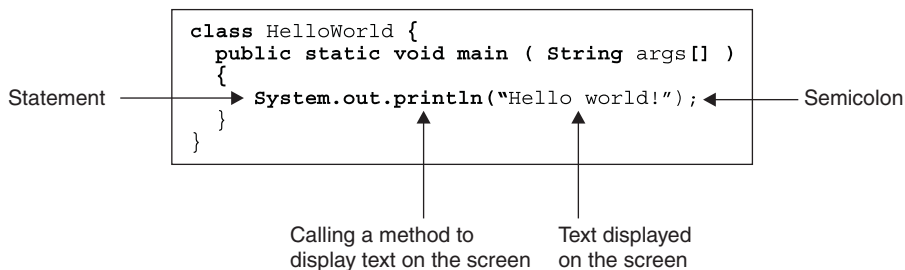 class HelloWorld {
public static void main ( String args[] )
{
Statement
System.out.println(“Hello world!”);
Semicolon
}
}
Calling a method to
display text on the screen
Text displayed
on the screen